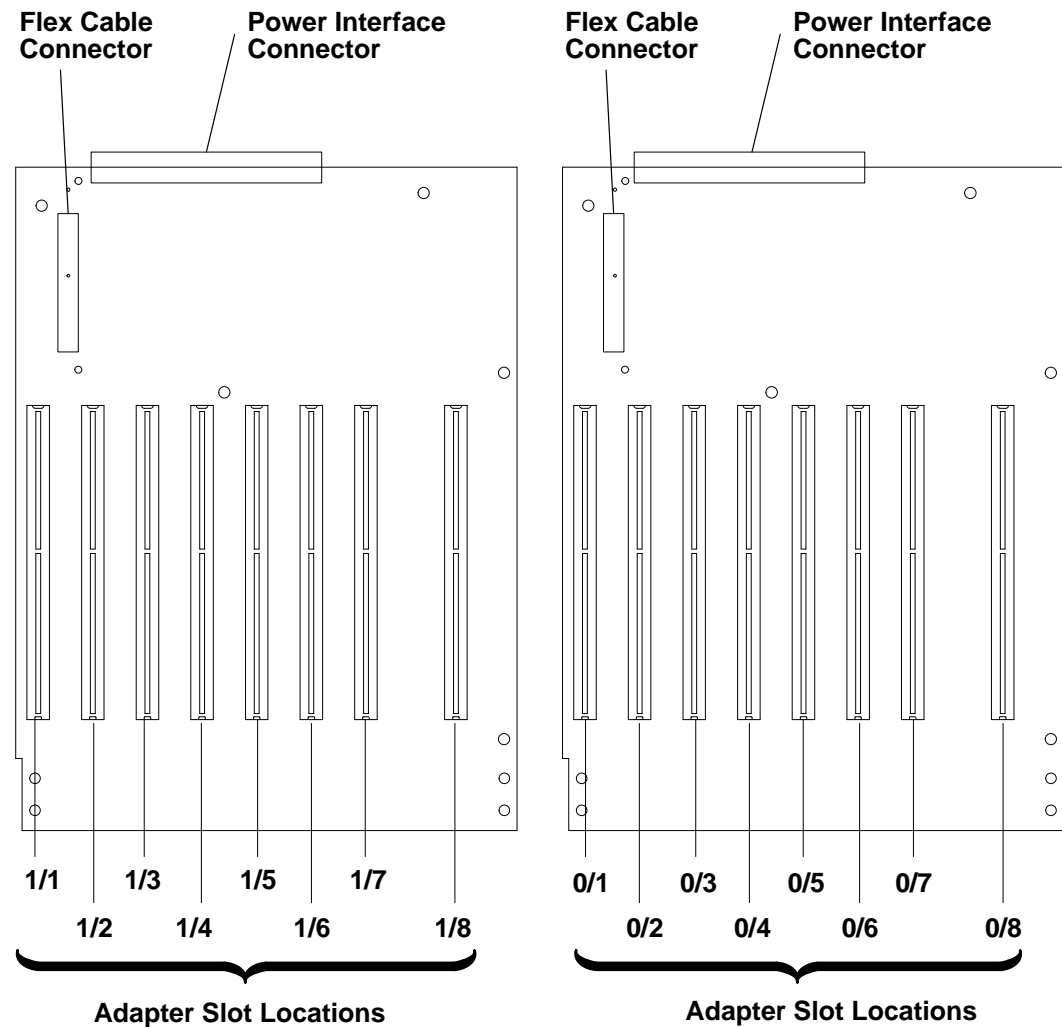 Flex Cable
Connector
Power Interface
Connector
Flex Cable
Connector
Power Interface
Connector
1/1 1/3 1/5 1/7
1/2 1/4 1/6 1/8
Adapter Slot Locations
0/1 0/3 0/5 0/7
0/2 0/4 0/6 0/8
Adapter Slot Locations